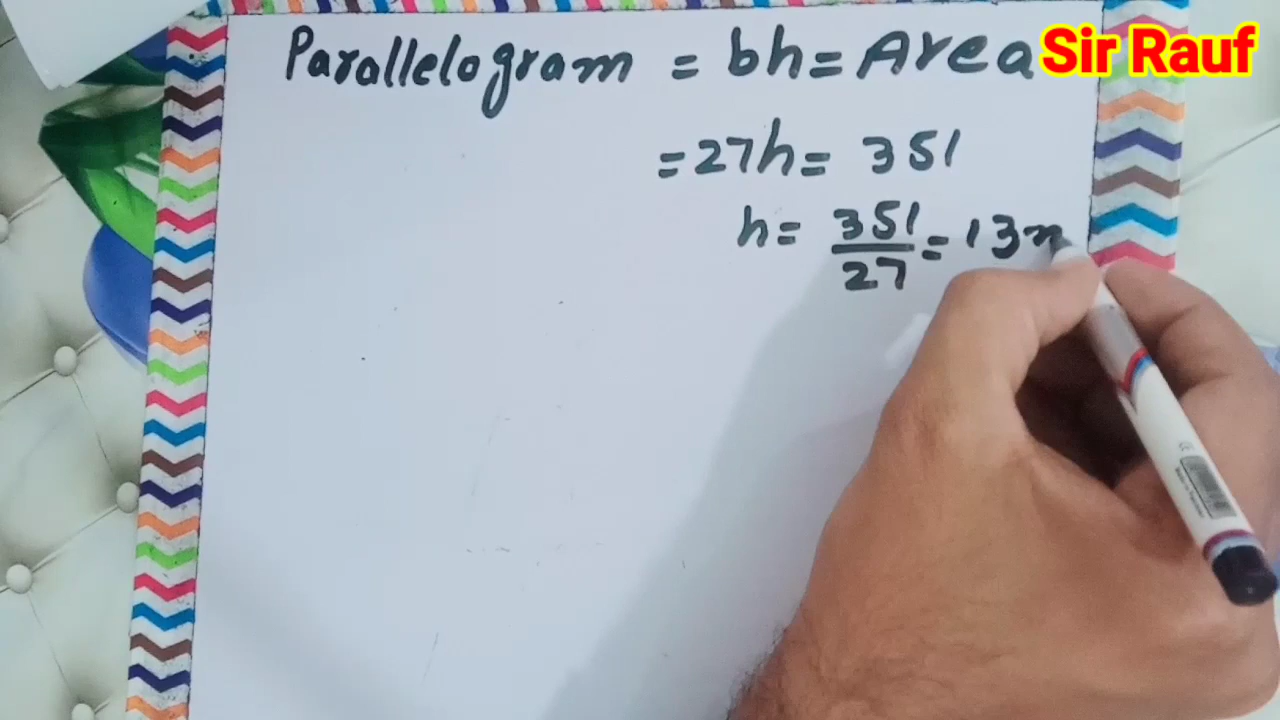 Parallelogram = bh = Area Sir Rauf
= 27h = 351
h = 351/27 = 13m